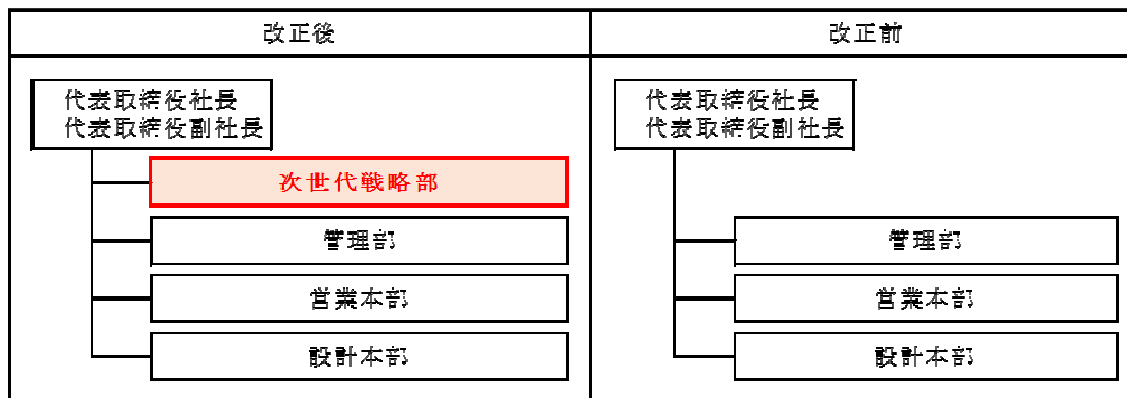 改正後
改正前
代表取締役社長
代表取締役副社長
次世代戦略部
管理部
営業本部
設計本部
代表取締役社長
代表取締役副社長
管理部
営業本部
設計本部